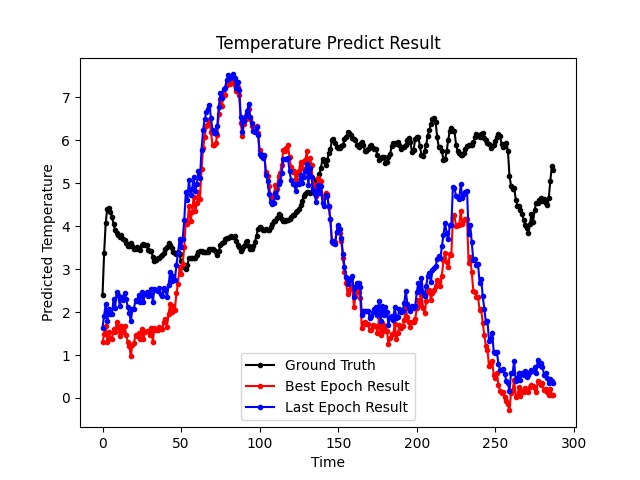 Temperature Predict Result
Predicted Temperature
7
6
5
4
3
2
1
0
Ground Truth
Best Epoch Result
Last Epoch Result
0 50 100 150 200 250 300
Time